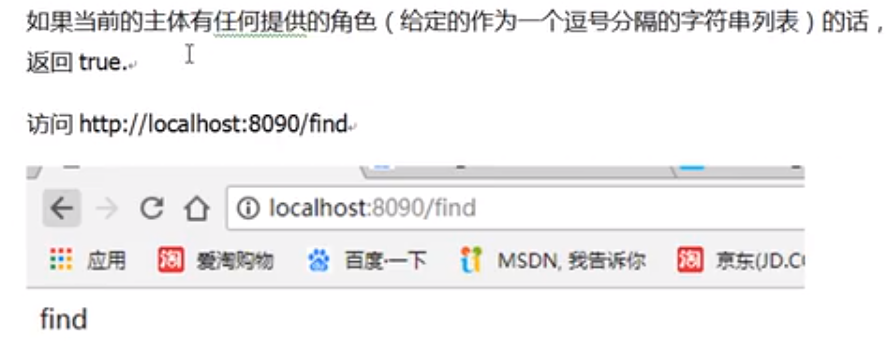 如果当前的主体有任何提供的角色（给定的作为一个逗号分隔的字符串列表）的话，
返回 true.
访问 http://localhost:8090/find
localhost:8090/find
应用 淘 爱淘购物 百度一下 MSDN, 我告诉你 淘 京东(JD.C
find